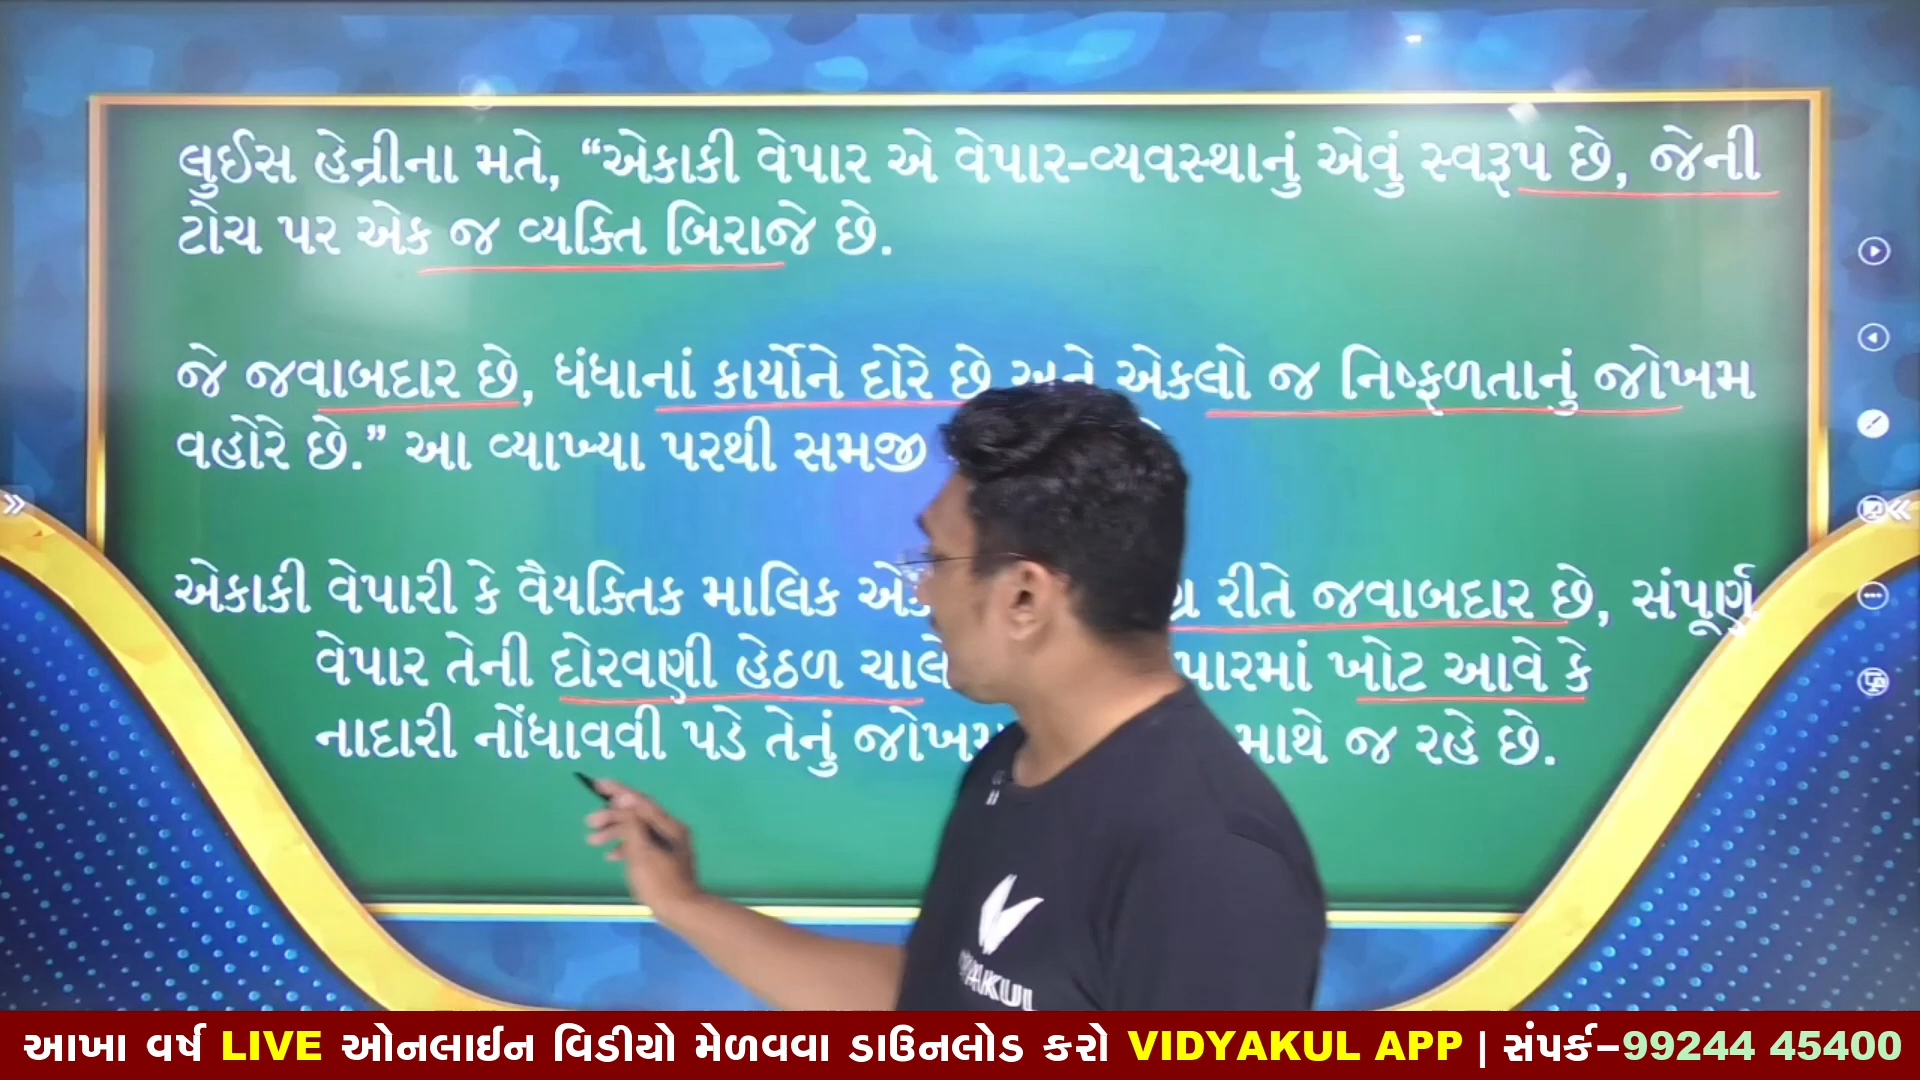 લુઈસ હેન્રીના મતે, “એકાકી વેપાર એ વેપાર-વ્યવસ્થાનું એવું સ્વરૂપ છે, જેની
ટોચ પર એક જ વ્યક્તિ બિરાજે છે.
જે જવાબદાર છે, ધંધાનાં કાર્યોને દોરે છે અને એકલો જ નિષ્ફળતાનું જોખમ
વહોરે છે.” આ વ્યાખ્યા પરથી સમજી
એકાકી વેપારી કે વૈયક્તિક માલિક રીતે જવાબદાર છે, સંપૂર્ણ
વેપાર તેની દોરવણી હેઠળ ખોટ આવે કે
નાદારી નોંધાવવી પડે તેનું માથે જ રહે છે.
આખા વર્ષ LIVE ઓનલાઈન વિડીયો મેળવવા ડાઉનલોડ કરો VIDYAKUL APP | સંપર્ક-99244 45400